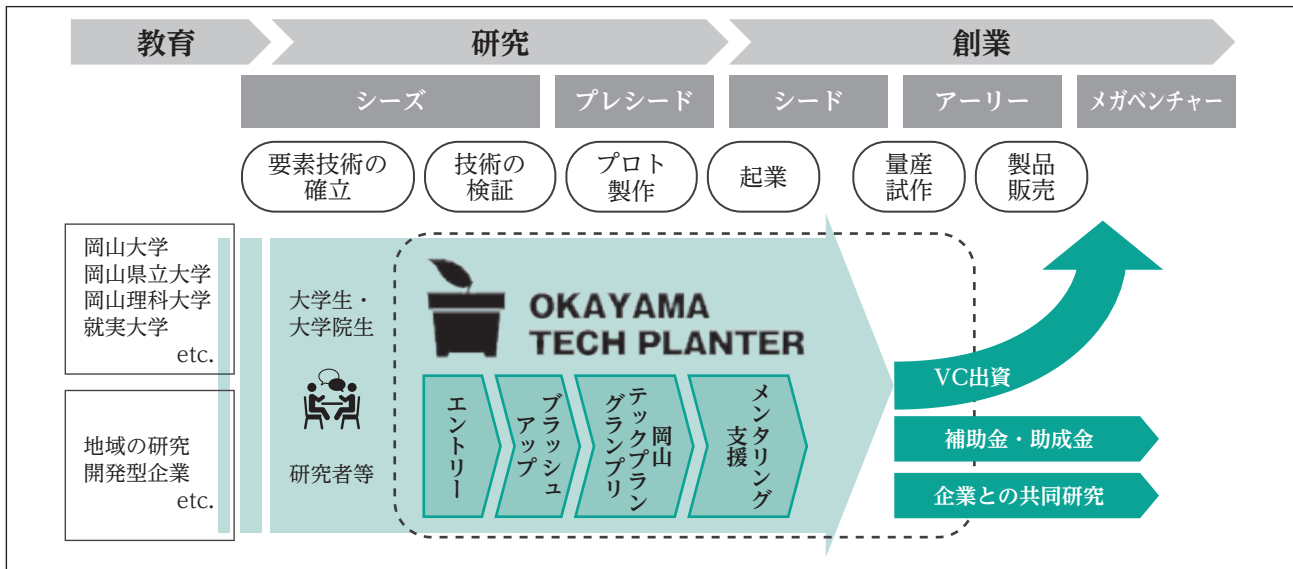 教育
研究
創業
シーズ
プレシード
シード
アーリー
メガベンチャー
要素技術の
確立
技術の
検証
プロト
製作
起業
量産
試作
製品
販売
岡山大学
岡山県立大学
岡山理科大学
就実大学
etc.
地域の研究
開発型企業
etc.
大学生・
大学院生
研究者等
OKAYAMA
TECH PLANTER
エントリー
ブラッシュ
アップ
岡山
テックプラン
グランプリ
メンタリング
支援
VC出資
補助金・助成金
企業との共同研究